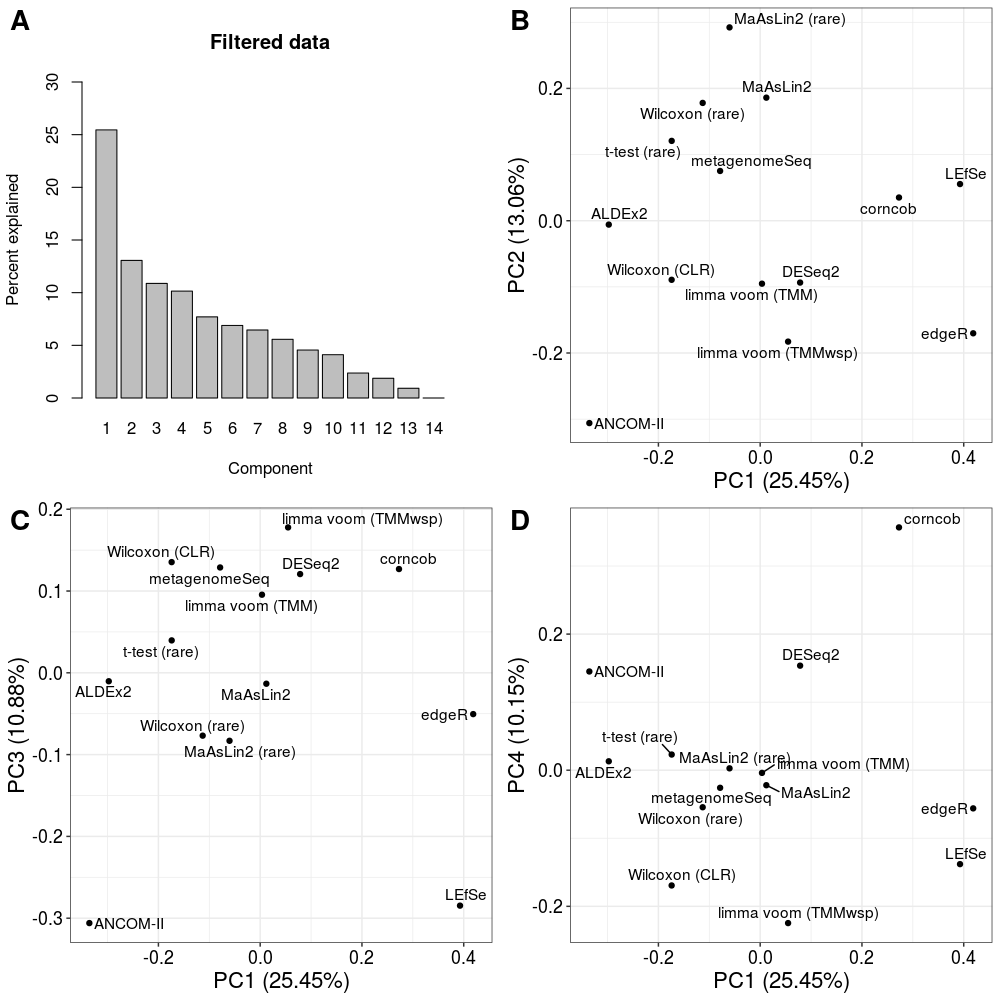 A
Filtered data
Percent explained
30
25
20
15
10
5
0
1 2 3 4 5 6 7 8 9 10 11 12 13 14
Component
B
PC2 (13.06%)
0.2
0.0
-0.2
MaAsLin2 (rare)
MaAsLin2
Wilcoxon (rare)
t-test (rare)
metagenomeSeq
LEfSe
corncob
ALDEx2
Wilcoxon (CLR)
DESeq2
limma voom (TMM)
edgeR
limma voom (TMMwsp)
ANCOM-II
-0.2 0.0 0.2 0.4
PC1 (25.45%)
C
PC3 (10.88%)
0.2
0.1
0.0
-0.1
-0.2
-0.3
limma voom (TMMwsp)
Wilcoxon (CLR)
DESeq2
corncob
metagenomeSeq
limma voom (TMM)
t-test (rare)
ALDEx2
MaAsLin2
edgeR
Wilcoxon (rare)
MaAsLin2 (rare)
LEfSe
ANCOM-II
-0.2 0.0 0.2 0.4
PC1 (25.45%)
D
PC4 (10.15%)
0.2
0.0
-0.2
corncob
DESeq2
ANCOM-II
t-test (rare)
MaAsLin2 (rare)
limma voom (TMM)
ALDEx2
MaAsLin2
metagenomeSeq
edgeR
Wilcoxon (rare)
LEfSe
Wilcoxon (CLR)
limma voom (TMMwsp)
-0.2 0.0 0.2 0.4
PC1 (25.45%)